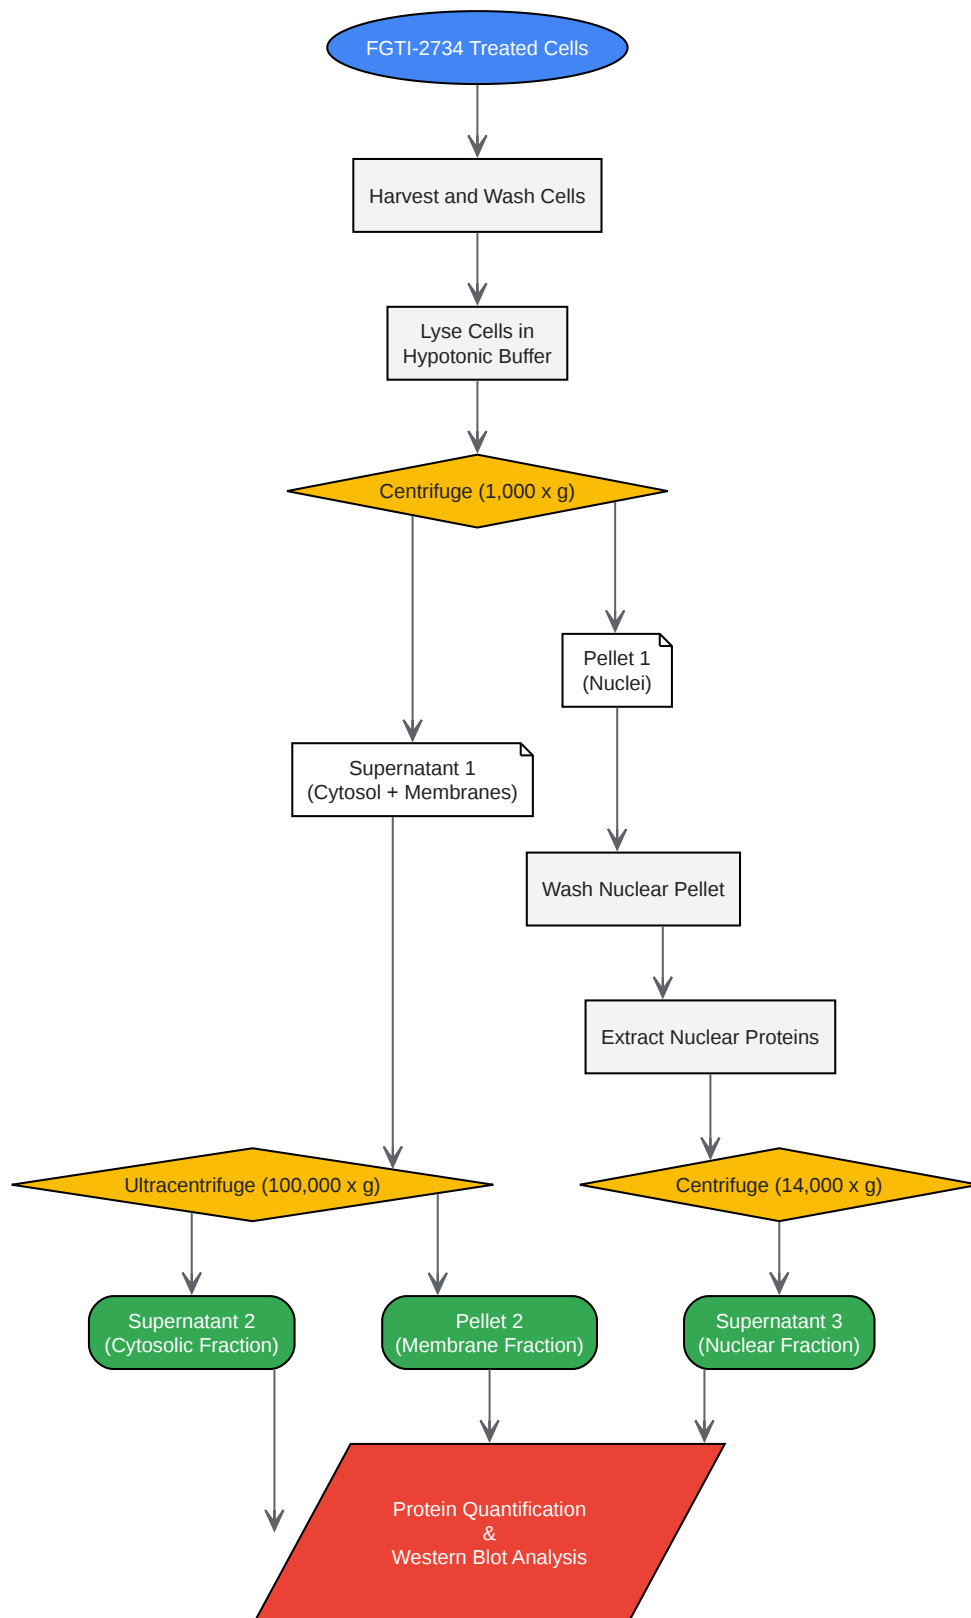 FGTI-2734 Treated Cells
Harvest and Wash Cells
Lyse Cells in
Hypotonic Buffer
Centrifuge (1,000 x g)
Pellet 1
(Nuclei)
Supernatant 1
(Cytosol + Membranes)
Wash Nuclear Pellet
Extract Nuclear Proteins
Ultracentrifuge (100,000 x g)
Centrifuge (14,000 x g)
Supernatant 2
(Cytosolic Fraction)
Pellet 2
(Membrane Fraction)
Supernatant 3
(Nuclear Fraction)
Protein Quantification
&
Western Blot Analysis